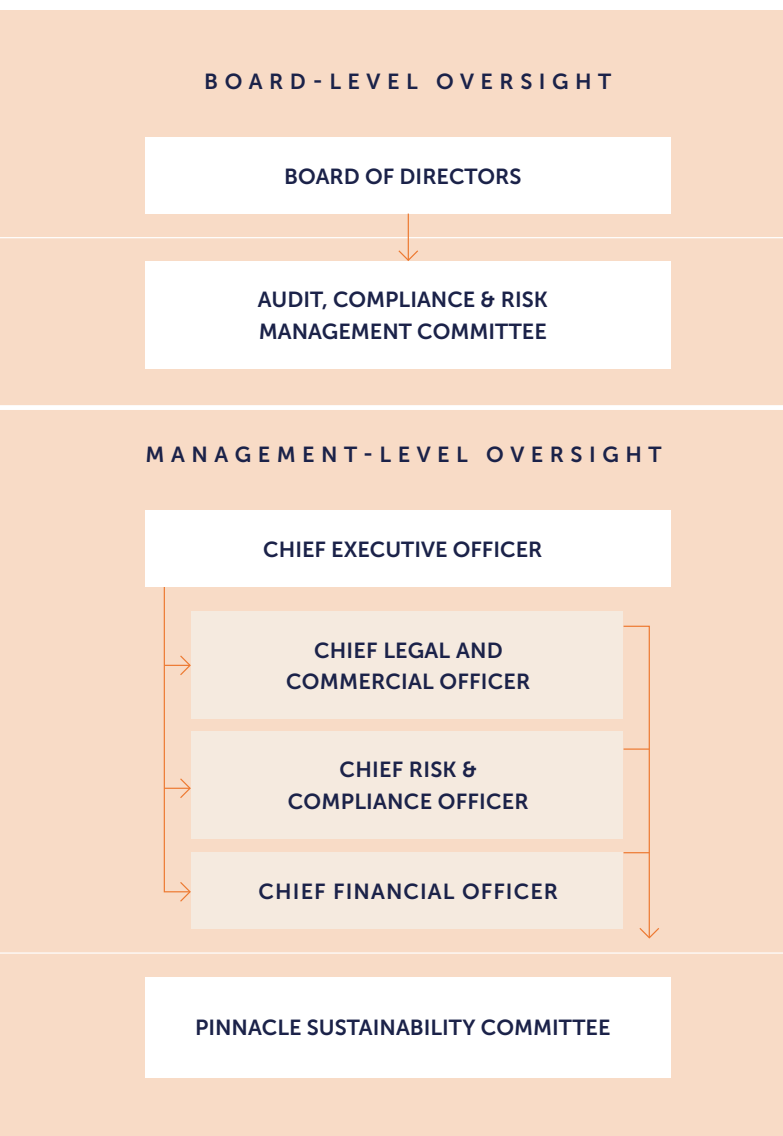 BOARD-LEVEL OVERSIGHT
BOARD OF DIRECTORS
AUDIT, COMPLIANCE & RISK
MANAGEMENT COMMITTEE
MANAGEMENT-LEVEL OVERSIGHT
CHIEF EXECUTIVE OFFICER
CHIEF LEGAL AND
COMMERCIAL OFFICER
CHIEF RISK &
COMPLIANCE OFFICER
CHIEF FINANCIAL OFFICER
PINNACLE SUSTAINABILITY COMMITTEE